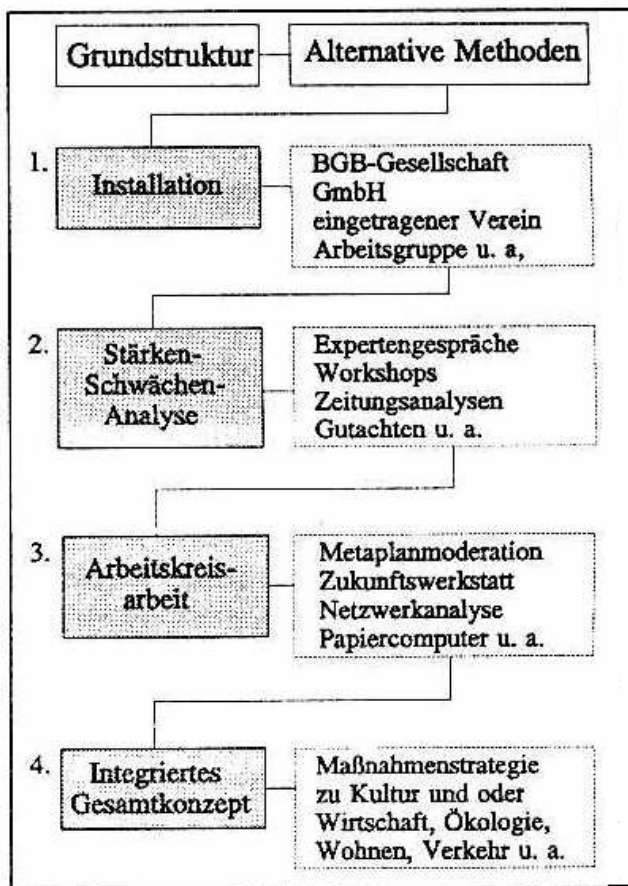 Grundstruktur
Alternative Methoden
1.
Installation
BGB-Gesellschaft
GmbH
eingetragener Verein
Arbeitsgruppe u. a,
2.
Stärken-
Schwächen-
Analyse
Expertengespräche
Workshops
Zeitungsanalysen
Gutachten u. a.
3.
Arbeitskreis-
arbeit
Metaplanmoderation
Zukunftswerkstatt
Netzwerkanalyse
Papiercomputer u. a.
4.
Integriertes
Gesamtkonzept
Maßnahmenstrategie
zu Kultur und oder
Wirtschaft, Ökologie,
Wohnen, Verkehr u. a.